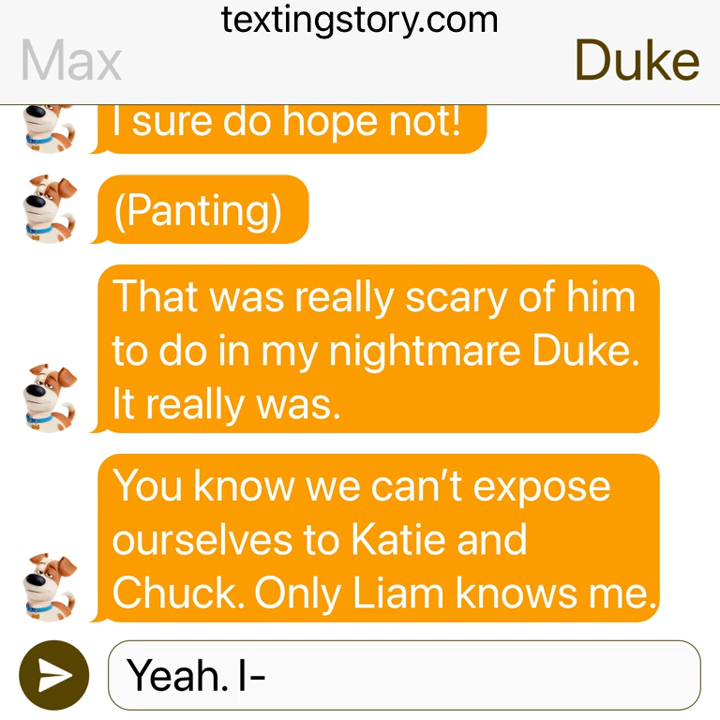 textingstory.com
Max
Duke
I sure do hope not!
(Panting)
That was really scary of him
to do in my nightmare Duke.
It really was.
You know we can’t expose
ourselves to Katie and
Chuck. Only Liam knows me.
Yeah. I-